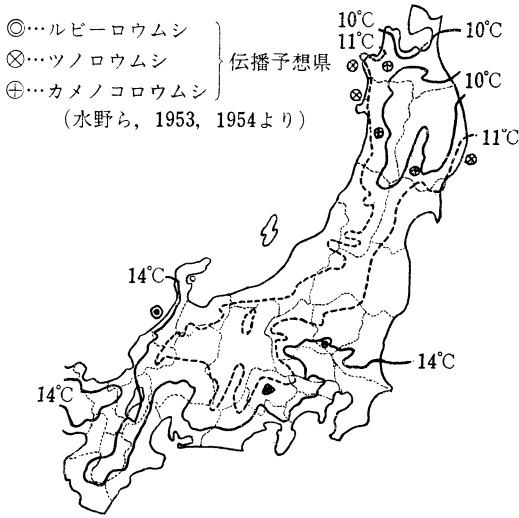 ◎…ルビーロウムシ
⊗…ツノロウムシ
⊕…カメノコロウムシ
伝播予想県
(水野ら，1953，1954より)
10℃
11℃
10℃
10℃
11℃
14℃
14℃
14℃